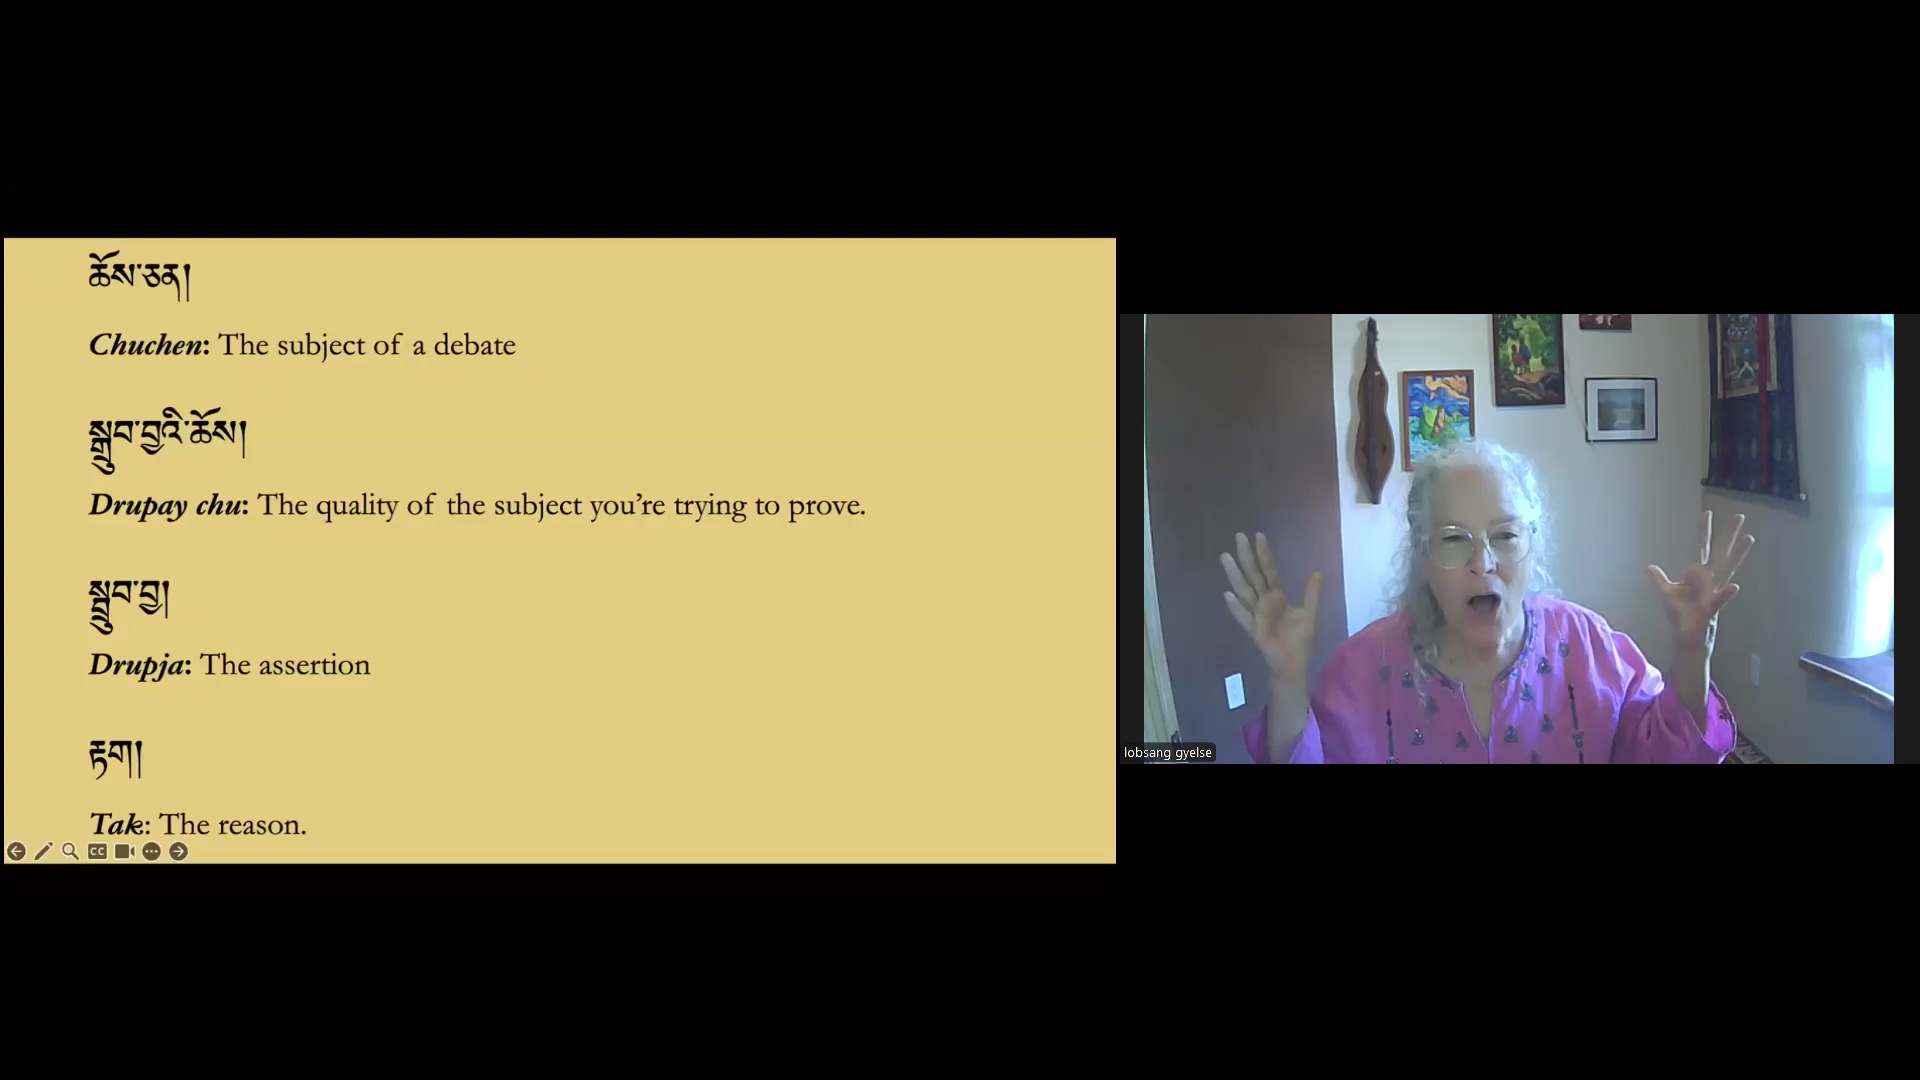 ཆོས་ཅན།
Chuchen: The subject of a debate
སྒྲུབ་བྱའི་ཆོས།
Drupay chu: The quality of the subject you're trying to prove.
སྒྲུབ་བྱ།
Drupja: The assertion
རྟག།
Tak: The reason.
CC
lobsang gyelse